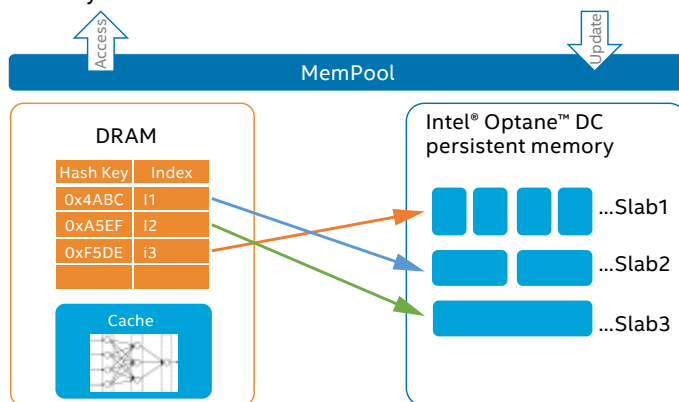 Access
Update
MemPool
DRAM
Hash Key Index
0x4ABC I1
0xA5EF I2
0xF5DE i3
Cache
Intel® Optane™ DC
persistent memory
...Slab1
...Slab2
...Slab3